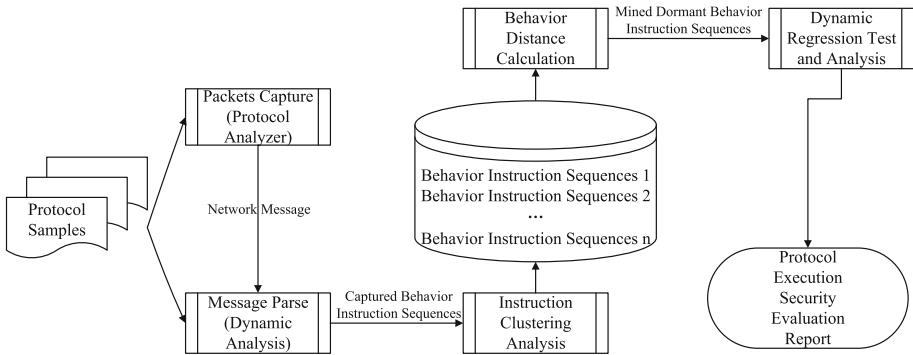 Protocol
Samples
Packets Capture
(Protocol
Analyzer)
Network Message
Message Parse
(Dynamic
Analysis)
Captured Behavior
Instruction Sequences
Instruction
Clustering
Analysis
Behavior Instruction Sequences 1
Behavior Instruction Sequences 2
...
Behavior Instruction Sequences n
Behavior
Distance
Calculation
Mined Dormant Behavior
Instruction Sequences
Dynamic
Regression Test
and Analysis
Protocol
Execution
Security
Evaluation
Report